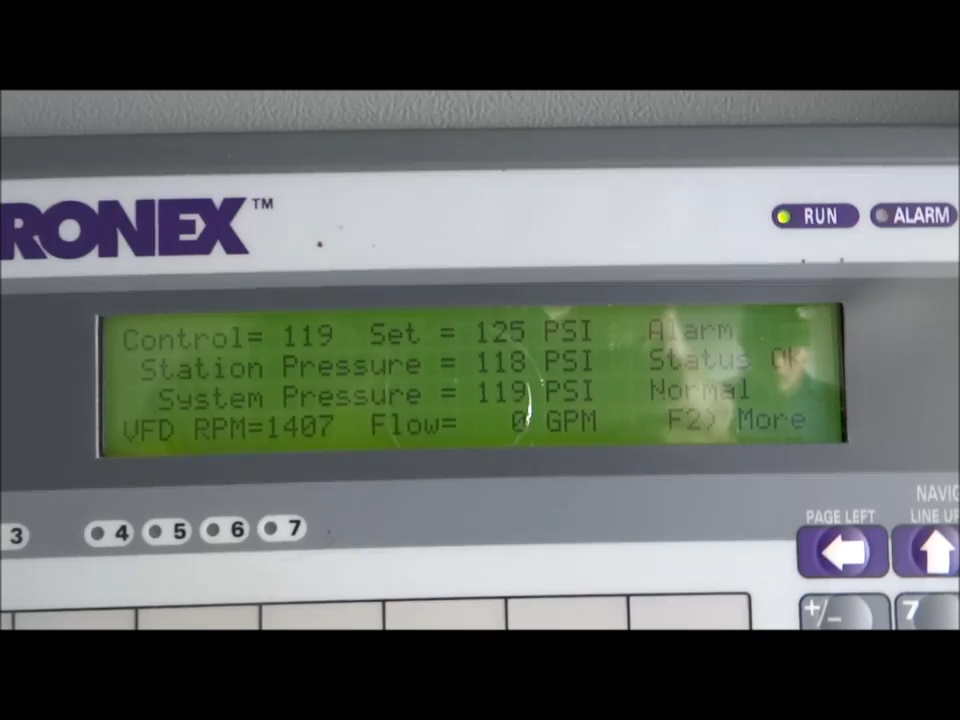 RONEX™
RUN
ALARM
Control= 119 Set = 125 PSI Alarm
Station Pressure = 118 PSI Status OK
System Pressure = 119 PSI Normal
VFD RPM=1407 Flow= 0 GPM F2) More
3 4 5 6 7
NAVIG
PAGE LEFT LINE UP
+/- 7